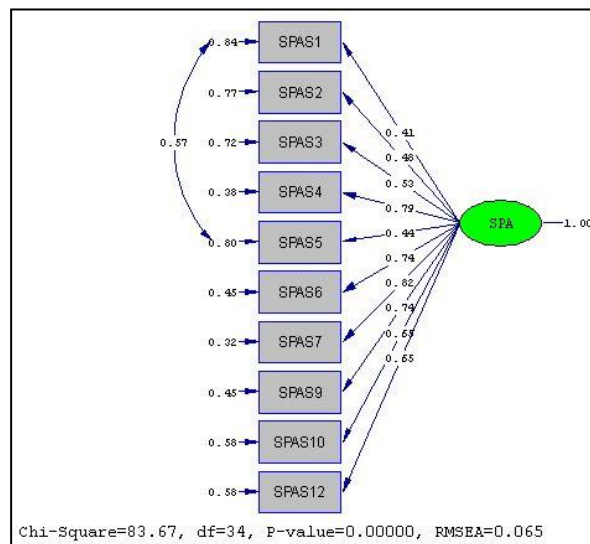 0.84 SPAS1
0.41
0.77 SPAS2
0.48
0.57 0.72 SPAS3
0.53
0.38 SPAS4
0.79
SPA 1.00
0.80 SPAS5
0.44
0.45 SPAS6
0.74
0.82
0.32 SPAS7
0.74
0.65
0.45 SPAS9
0.65
0.58 SPAS10
0.58 SPAS12
Chi-Square=83.67, df=34, P-value=0.00000, RMSEA=0.065